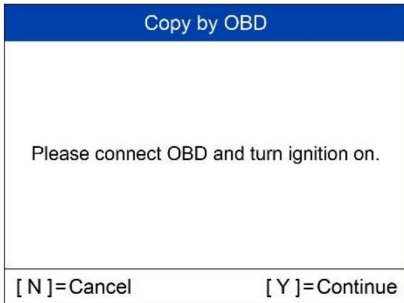 Copy by OBD
Please connect OBD and turn ignition on.
[ N ]=Cancel [ Y ]=Continue